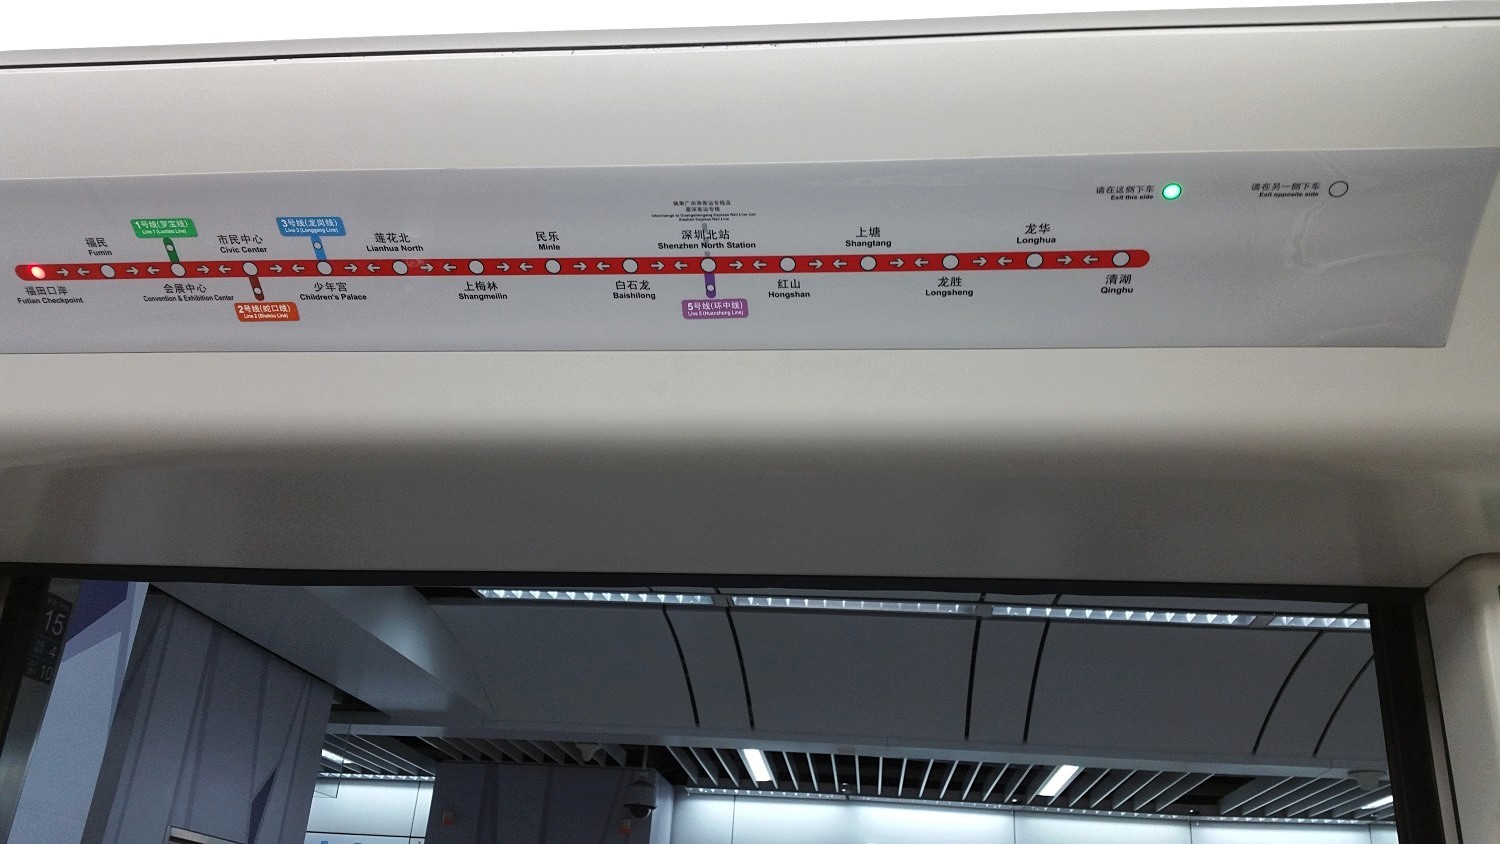 请在这侧下车
Exit this side
请在另一侧下车
Exit opposite side
1号线(罗宝线)
Line 1 (Luobao Line)
3号线(龙岗线)
Line 3 (Longgang Line)
福民
Fumin
市民中心
Civic Center
莲花北
Lianhua North
民乐
Minle
深圳北站
Shenzhen North Station
上塘
Shangtang
龙华
Longhua
福田口岸
Futian Checkpoint
会展中心
Convention & Exhibition Center
少年宫
Children's Palace
上梅林
Shangmeilin
白石龙
Baishilong
红山
Hongshan
龙胜
Longsheng
清湖
Qinghu
2号线(蛇口线)
Line 2 (Shekou Line)
5号线(环中线)
Line 5 (Huanzhong Line)
15
4
10